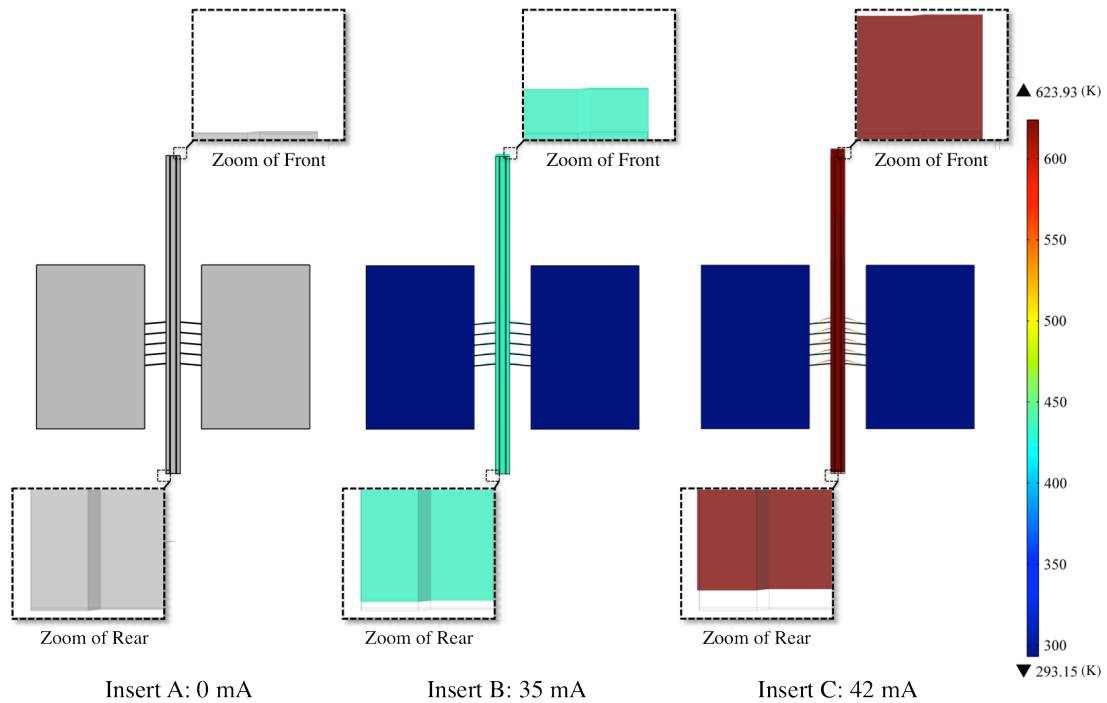 Zoom of Front
Zoom of Front
Zoom of Front
623.93 (K)
600
550
500
450
400
350
300
293.15 (K)
Zoom of Rear
Zoom of Rear
Zoom of Rear
Insert A: 0 mA
Insert B: 35 mA
Insert C: 42 mA